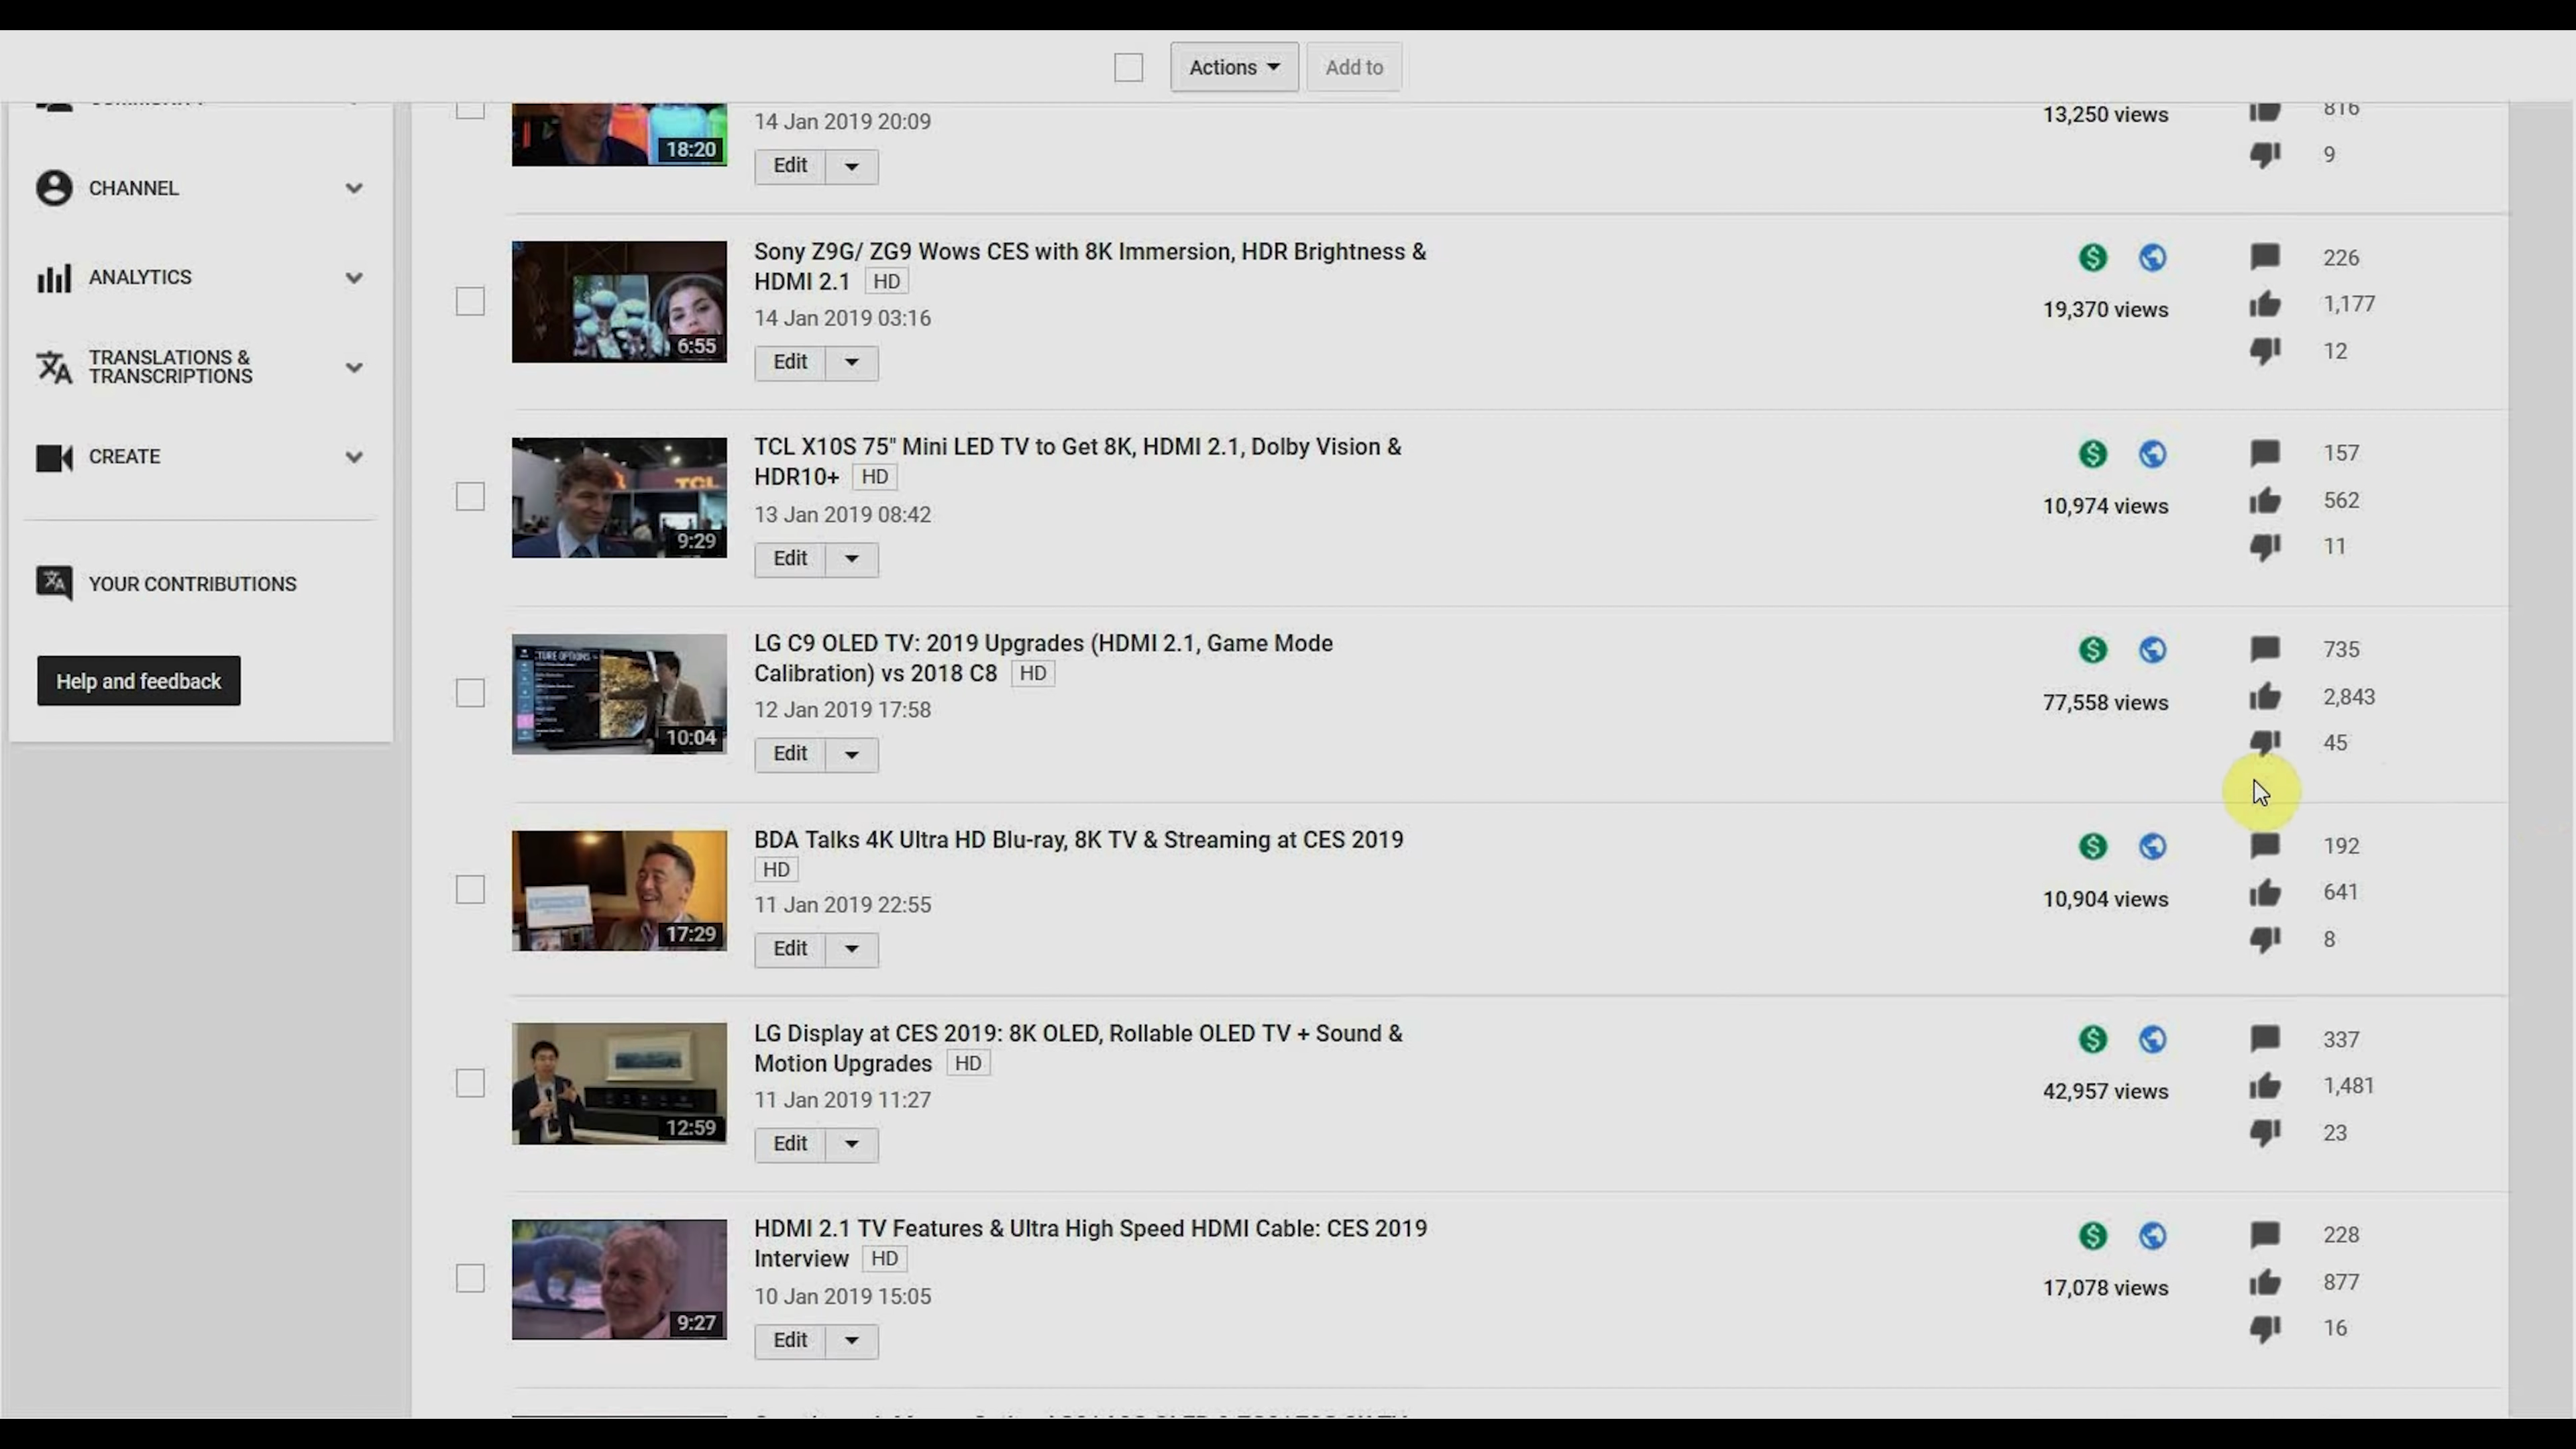 Actions
Add to
14 Jan 2019 20:09
18:20
Edit
13,250 views
816
9
CHANNEL
ANALYTICS
TRANSLATIONS &
TRANSCRIPTIONS
CREATE
YOUR CONTRIBUTIONS
Help and feedback
Sony Z9G/ ZG9 Wows CES with 8K Immersion, HDR Brightness &
HDMI 2.1 HD
14 Jan 2019 03:16
6:55
Edit
19,370 views
226
1,177
12
TCL X10S 75" Mini LED TV to Get 8K, HDMI 2.1, Dolby Vision &
HDR10+ HD
13 Jan 2019 08:42
TCL
9:29
Edit
10,974 views
157
562
11
LG C9 OLED TV: 2019 Upgrades (HDMI 2.1, Game Mode
Calibration) vs 2018 C8 HD
12 Jan 2019 17:58
10:04
Edit
77,558 views
735
2,843
45
BDA Talks 4K Ultra HD Blu-ray, 8K TV & Streaming at CES 2019
HD
11 Jan 2019 22:55
17:29
Edit
10,904 views
192
641
8
LG Display at CES 2019: 8K OLED, Rollable OLED TV + Sound &
Motion Upgrades HD
11 Jan 2019 11:27
12:59
Edit
42,957 views
337
1,481
23
HDMI 2.1 TV Features & Ultra High Speed HDMI Cable: CES 2019
Interview HD
10 Jan 2019 15:05
9:27
Edit
17,078 views
228
877
16